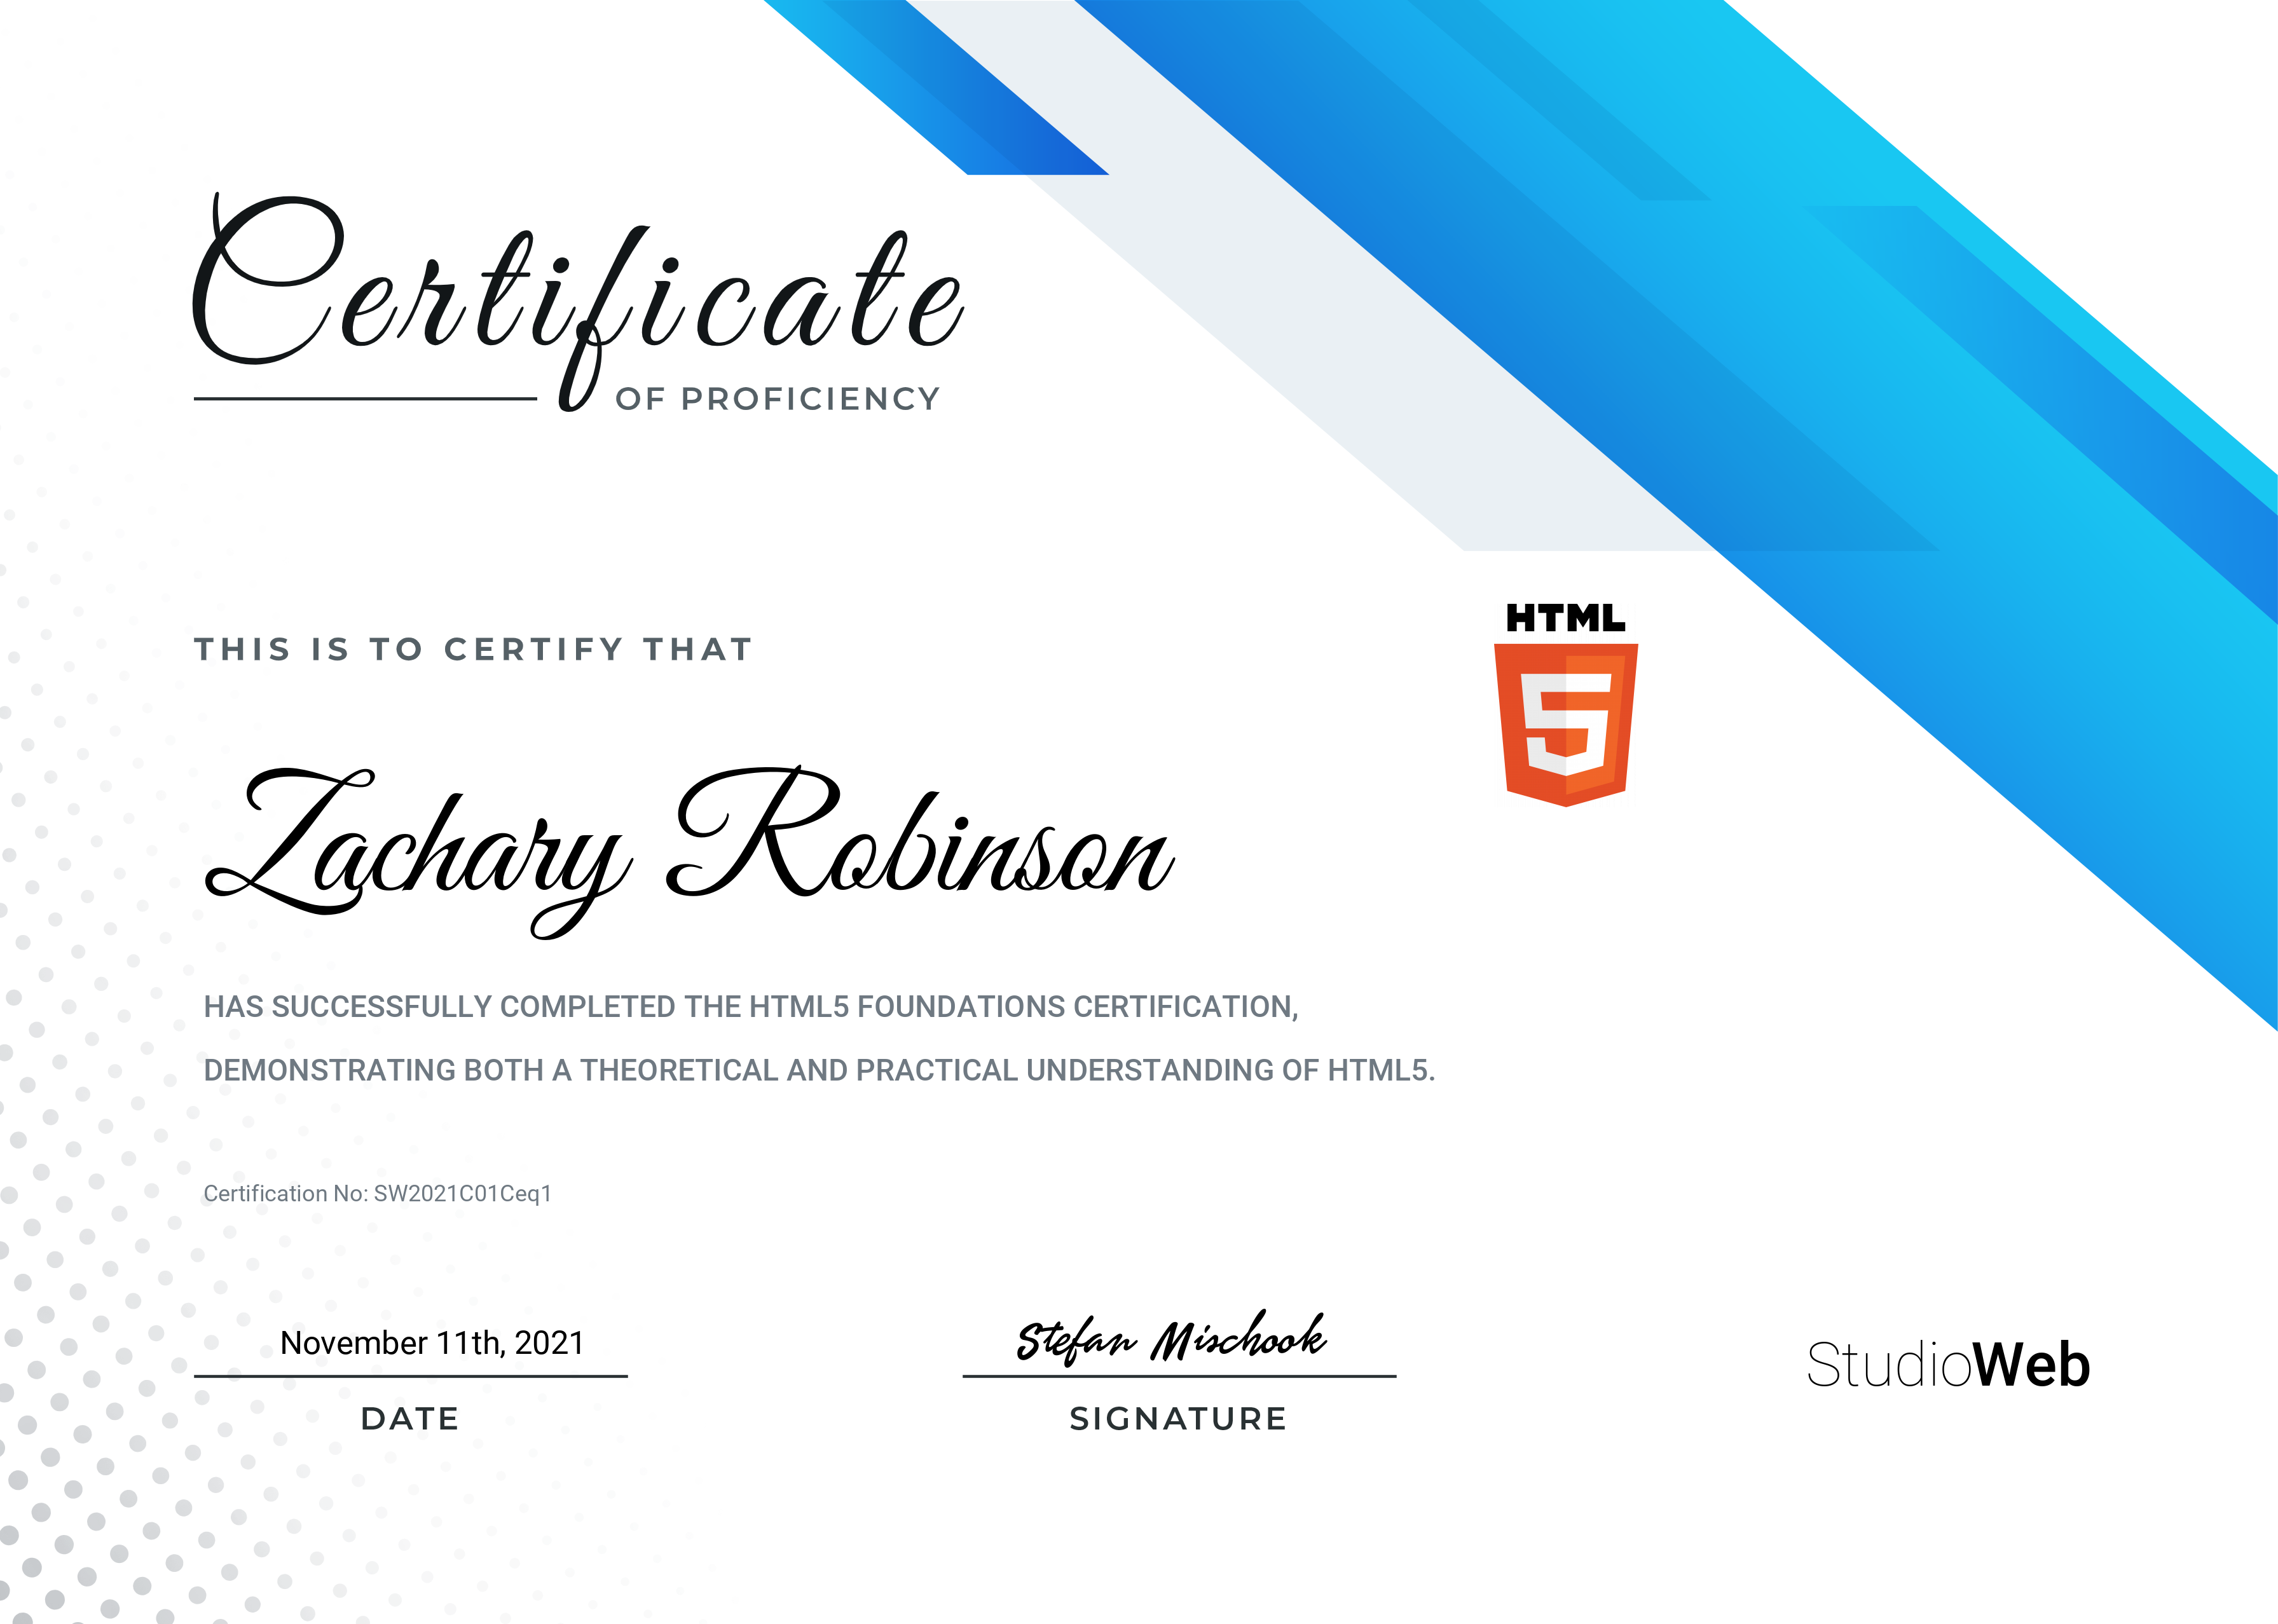 Certificate
OF PROFICIENCY
THIS IS TO CERTIFY THAT
HTML
5
Zachary Robinson
HAS SUCCESSFULLY COMPLETED THE HTML5 FOUNDATIONS CERTIFICATION,
DEMONSTRATING BOTH A THEORETICAL AND PRACTICAL UNDERSTANDING OF HTML5.
Certification No: SW2021C01Ceq1
November 11th, 2021
DATE
Stefan Mischook
SIGNATURE
StudioWeb